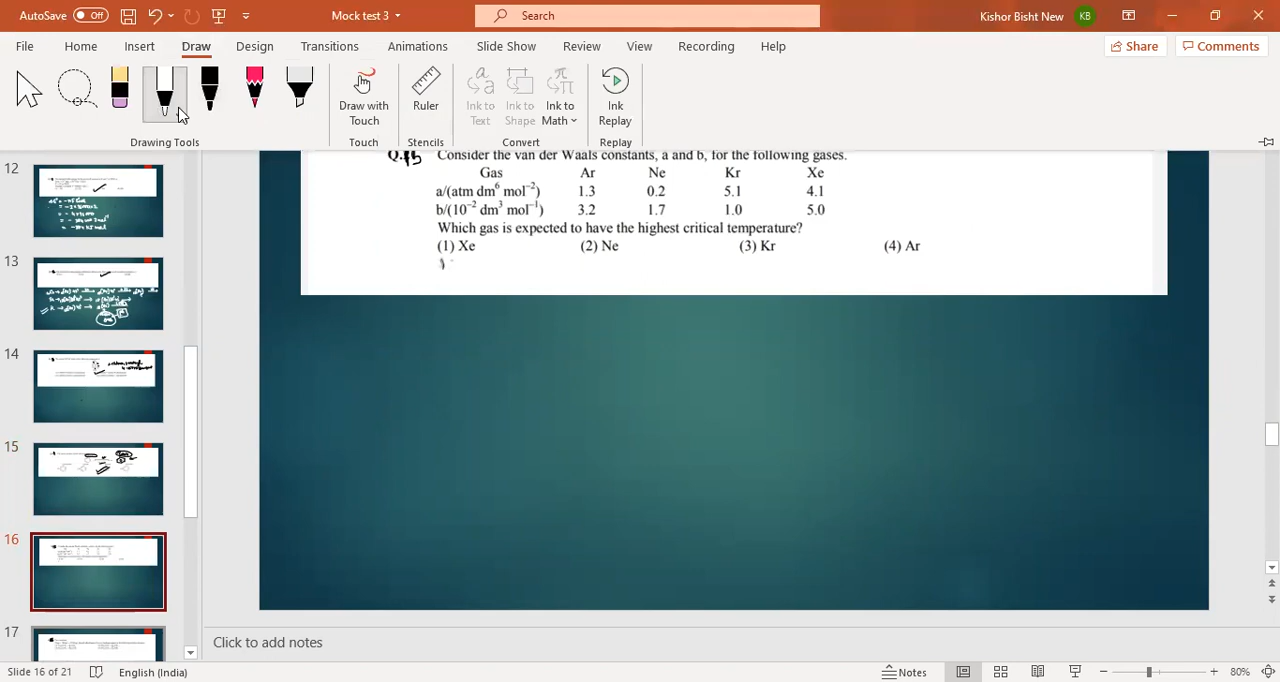 AutoSave Off Mock test 3 Search Kishor Bisht New KB
File Home Insert Draw Design Transitions Animations Slide Show Review View Recording Help Share Comments
Draw with Touch Ruler Ink to Text Ink to Shape Ink to Math Ink Replay
Drawing Tools Touch Stencils Convert Replay
12
13
14
15
16
17
Q.15 Consider the van der Waals constants, a and b, for the following gases.
Gas Ar Ne Kr Xe
a/(atm dm⁶ mol⁻²) 1.3 0.2 5.1 4.1
b/(10⁻² dm³ mol⁻¹) 3.2 1.7 1.0 5.0
Which gas is expected to have the highest critical temperature?
(1) Xe (2) Ne (3) Kr (4) Ar
Click to add notes
Slide 16 of 21 English (India) Notes 80%